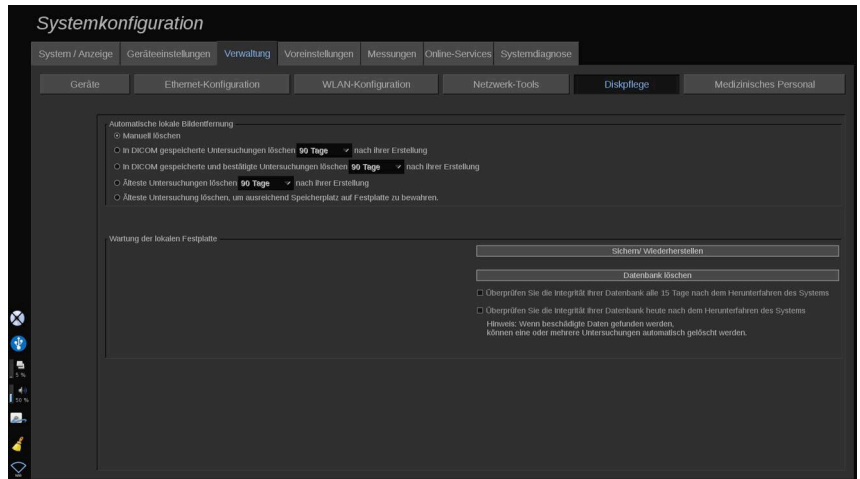 Systemkonfiguration
System / Anzeige Geräteeinstellungen Verwaltung Voreinstellungen Messungen Online-Services Systemdiagnose
Geräte Ethernet-Konfiguration WLAN-Konfiguration Netzwerk-Tools Diskpflege Medizinisches Personal
Automatische lokale Bildentfernung
Manuell löschen
In DICOM gespeicherte Untersuchungen löschen 90 Tage nach ihrer Erstellung
In DICOM gespeicherte und bestätigte Untersuchungen löschen 90 Tage nach ihrer Erstellung
Älteste Untersuchungen löschen 90 Tage nach ihrer Erstellung
Älteste Untersuchung löschen, um ausreichend Speicherplatz auf Festplatte zu bewahren.
Wartung der lokalen Festplatte
Sichern/ Wiederherstellen
Datenbank löschen
Überprüfen Sie die Integrität Ihrer Datenbank alle 15 Tage nach dem Herunterfahren des Systems
Überprüfen Sie die Integrität Ihrer Datenbank heute nach dem Herunterfahren des Systems
Hinweis: Wenn beschädigte Daten gefunden werden,
können eine oder mehrere Untersuchungen automatisch gelöscht werden.
5 %
50 %